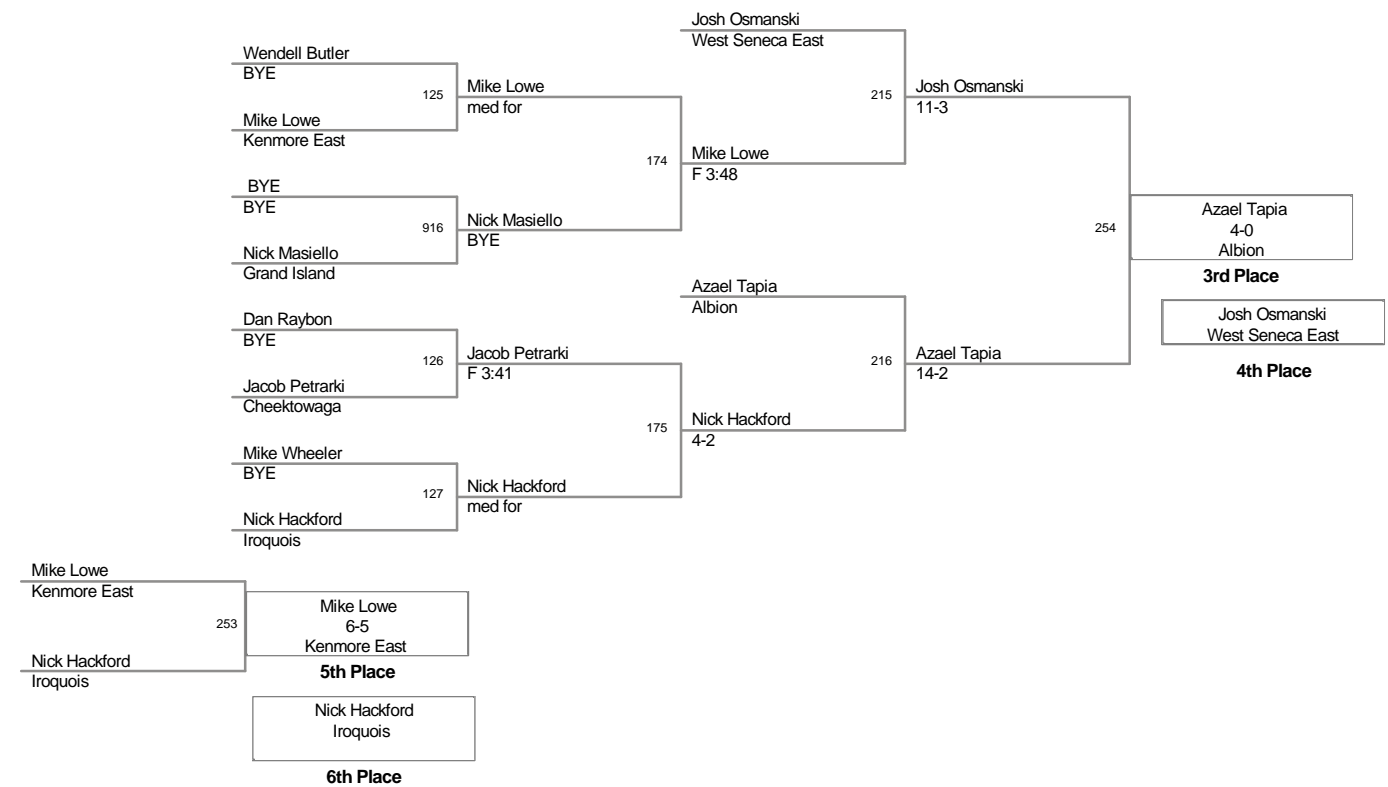 Josh Osmanski
West Seneca East
Wendell Butler
BYE
125
Mike Lowe
med for
215
Josh Osmanski
11-3
Mike Lowe
Kenmore East
174
Mike Lowe
F 3:48
BYE
BYE
916
Nick Masiello
BYE
254
Azael Tapia
4-0
Albion
3rd Place
Nick Masiello
Grand Island
Azael Tapia
Albion
Josh Osmanski
West Seneca East
4th Place
Dan Raybon
BYE
126
Jacob Petrarki
F 3:41
216
Azael Tapia
14-2
Jacob Petrarki
Cheektowaga
175
Nick Hackford
4-2
Mike Wheeler
BYE
127
Nick Hackford
med for
Nick Hackford
Iroquois
Mike Lowe
Kenmore East
253
Mike Lowe
6-5
Kenmore East
5th Place
Nick Hackford
Iroquois
Nick Hackford
Iroquois
6th Place